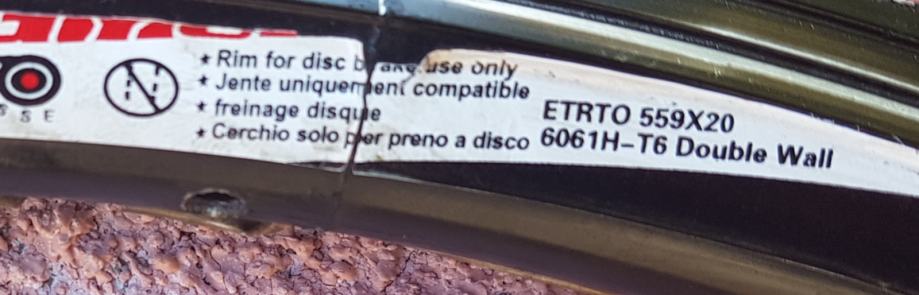 S E
★ Rim for disc brake use only
★ Jente uniquement compatible
★ freinage disque
★ Cerchio solo per preno a disco
ETRTO 559X20
6061H-T6 Double Wall